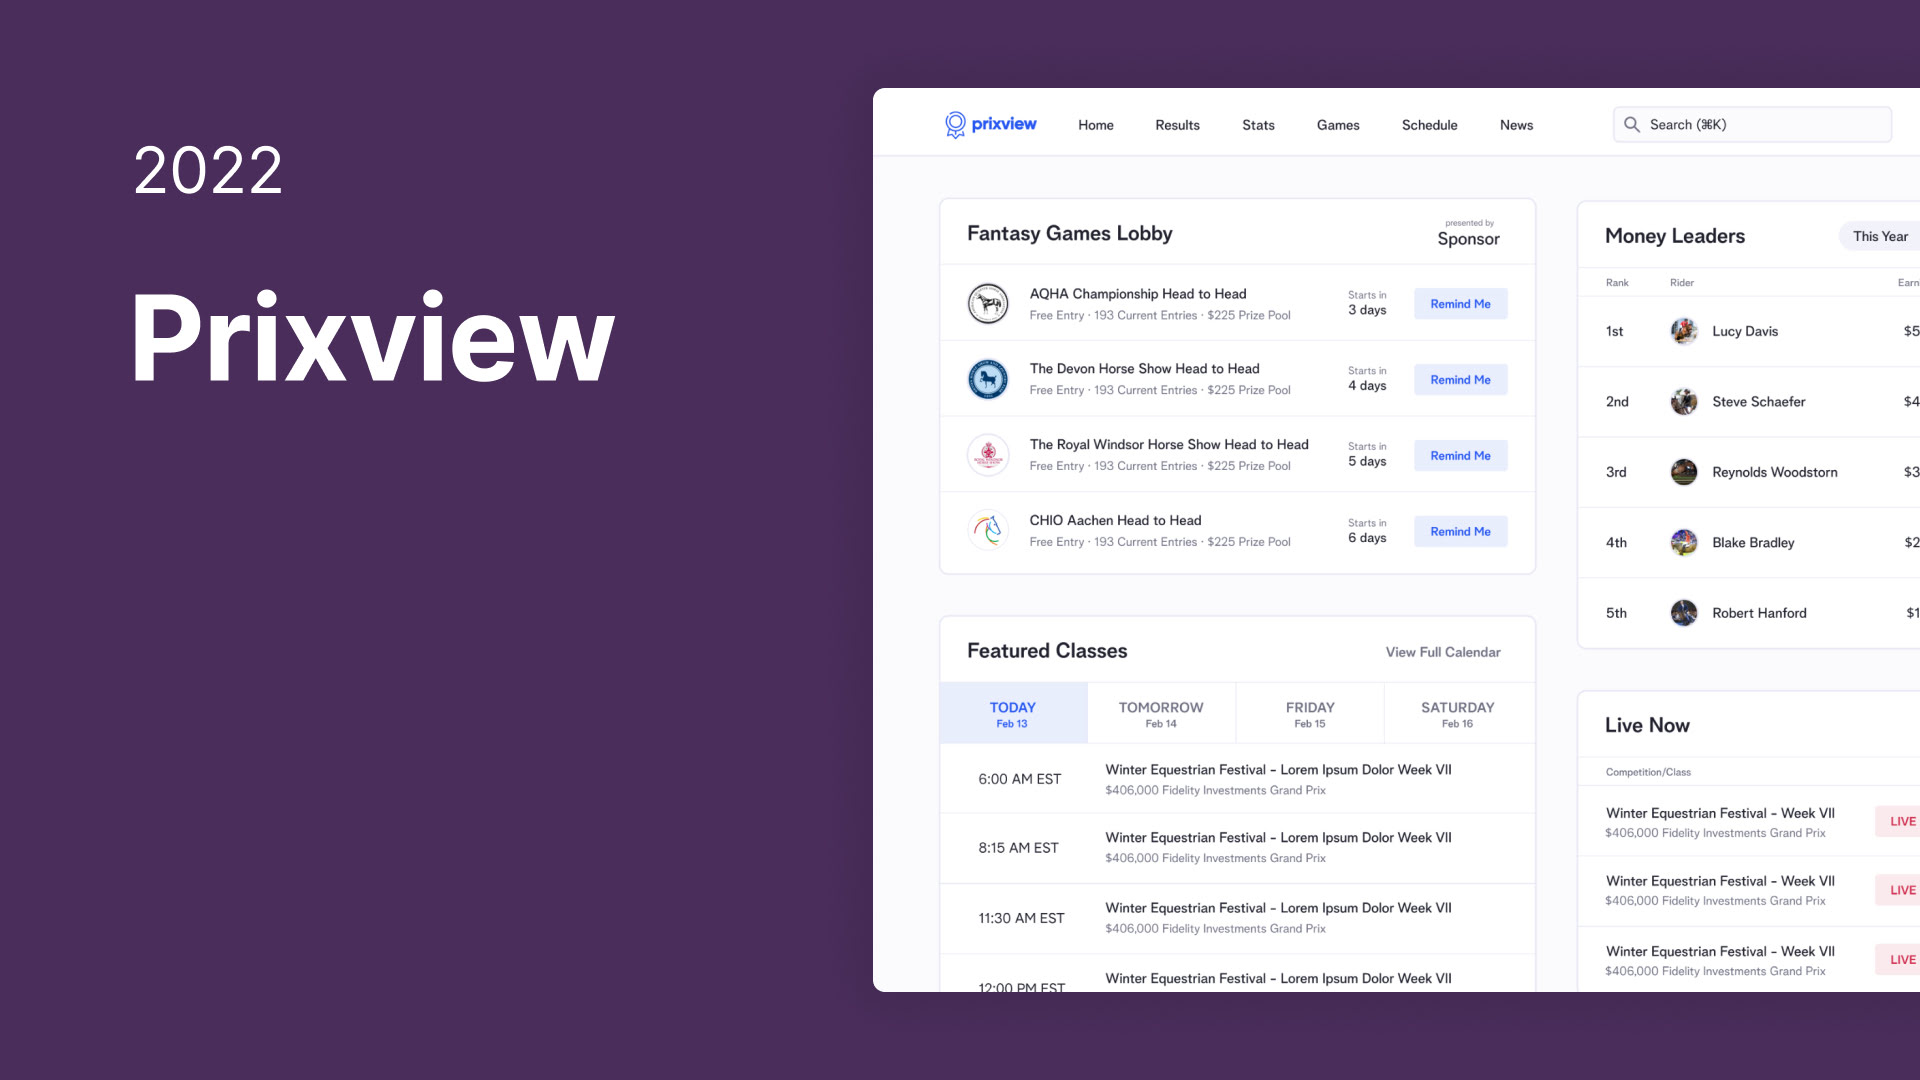 2022
Prixview
prixview
Home
Results
Stats
Games
Schedule
News
Search (⌘K)
Fantasy Games Lobby
presented by
Sponsor
AQHA Championship Head to Head
Free Entry · 193 Current Entries · $225 Prize Pool
Starts in
3 days
Remind Me
The Devon Horse Show Head to Head
Free Entry · 193 Current Entries · $225 Prize Pool
Starts in
4 days
Remind Me
The Royal Windsor Horse Show Head to Head
Free Entry · 193 Current Entries · $225 Prize Pool
Starts in
5 days
Remind Me
CHIO Aachen Head to Head
Free Entry · 193 Current Entries · $225 Prize Pool
Starts in
6 days
Remind Me
Featured Classes
View Full Calendar
TODAY
Feb 13
TOMORROW
Feb 14
FRIDAY
Feb 15
SATURDAY
Feb 16
6:00 AM EST
Winter Equestrian Festival - Lorem Ipsum Dolor Week VII
$406,000 Fidelity Investments Grand Prix
8:15 AM EST
Winter Equestrian Festival - Lorem Ipsum Dolor Week VII
$406,000 Fidelity Investments Grand Prix
11:30 AM EST
Winter Equestrian Festival - Lorem Ipsum Dolor Week VII
$406,000 Fidelity Investments Grand Prix
12:00 PM EST
Winter Equestrian Festival - Lorem Ipsum Dolor Week VII
Money Leaders
This Year
Rank
Rider
Earn
1st
Lucy Davis
$5
2nd
Steve Schaefer
$4
3rd
Reynolds Woodstorn
$3
4th
Blake Bradley
$2
5th
Robert Hanford
$1
Live Now
Competition/Class
Winter Equestrian Festival - Week VII
$406,000 Fidelity Investments Grand Prix
LIVE
Winter Equestrian Festival - Week VII
$406,000 Fidelity Investments Grand Prix
LIVE
Winter Equestrian Festival - Week VII
$406,000 Fidelity Investments Grand Prix
LIVE